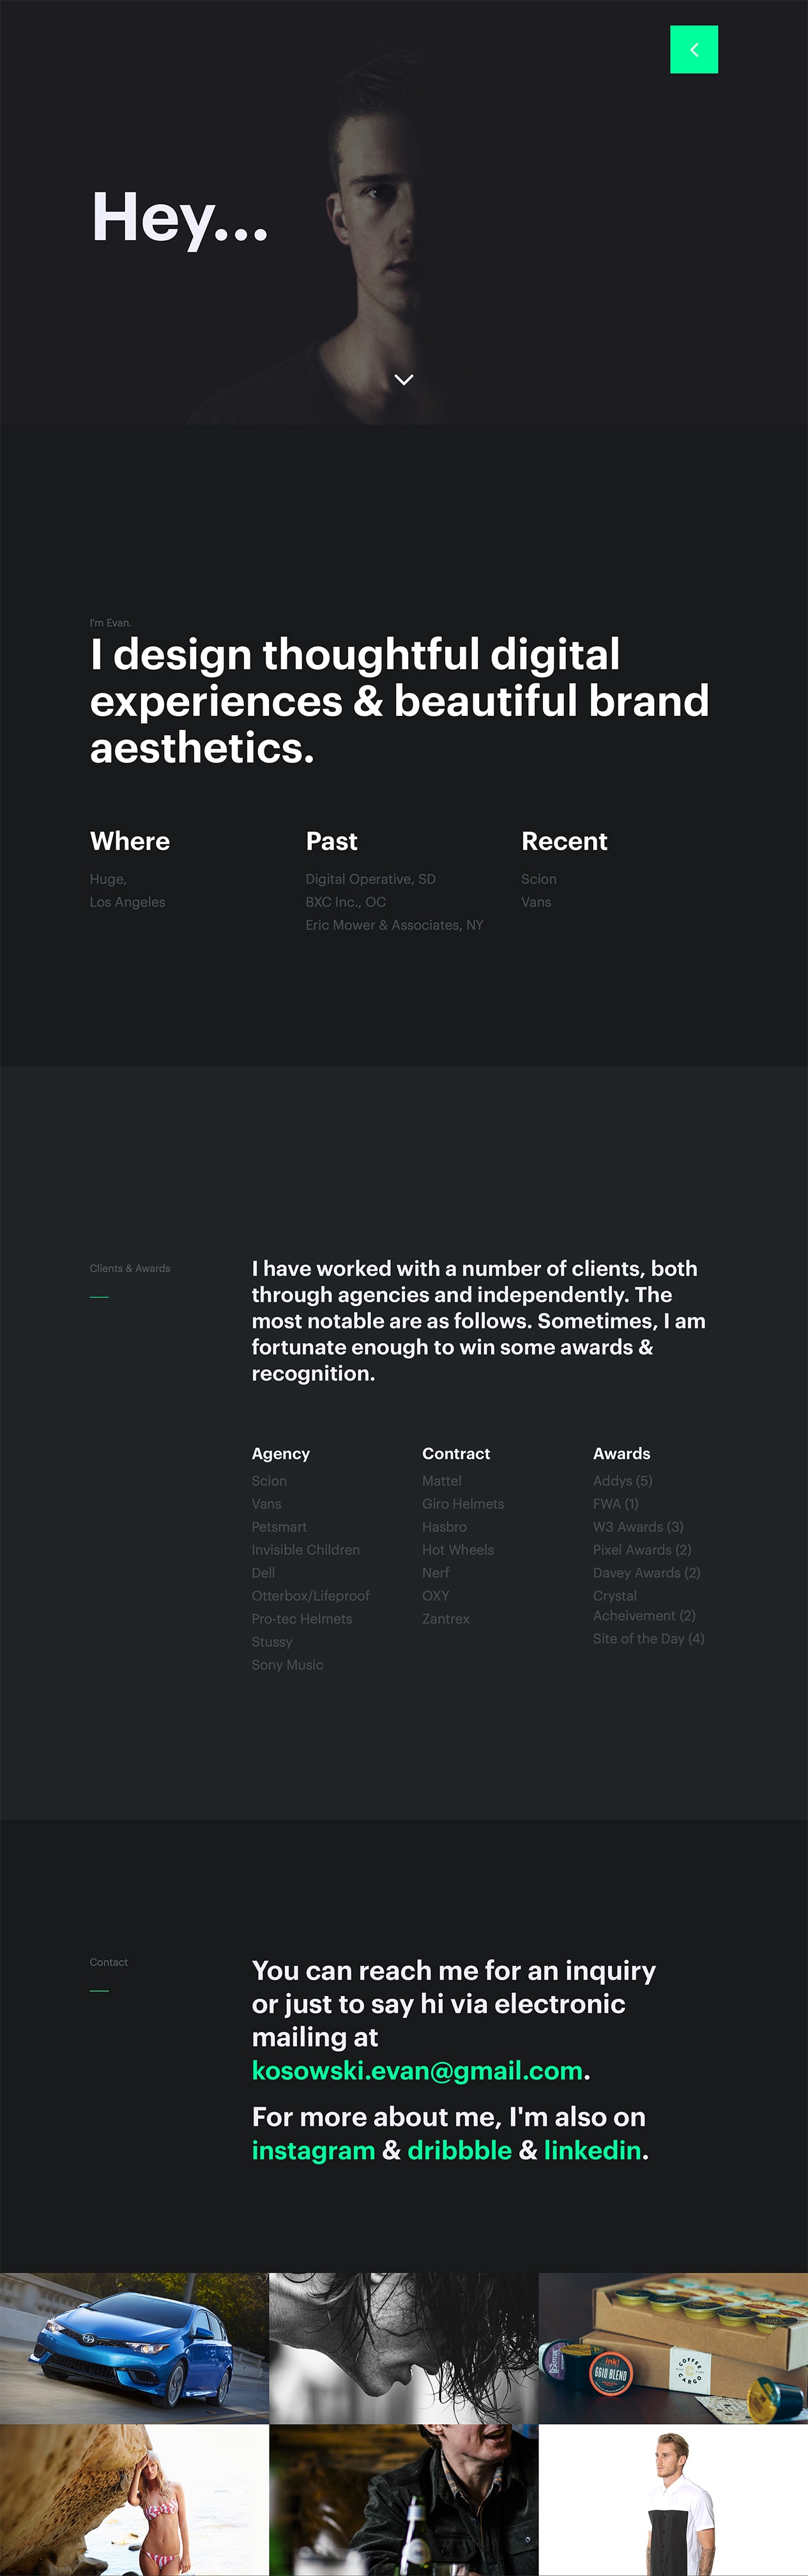 Hey...
I'm Evan.
I design thoughtful digital
experiences & beautiful brand
aesthetics.
Where
Huge,
Los Angeles
Past
Digital Operative, SD
BXC Inc., OC
Eric Mower & Associates, NY
Recent
Scion
Vans
Clients & Awards
I have worked with a number of clients, both
through agencies and independently. The
most notable are as follows. Sometimes, I am
fortunate enough to win some awards &
recognition.
Agency
Scion
Vans
Petsmart
Invisible Children
Dell
Otterbox/Lifeproof
Pro-tec Helmets
Stussy
Sony Music
Contract
Mattel
Giro Helmets
Hasbro
Hot Wheels
Nerf
OXY
Zantrex
Awards
Addys (5)
FWA (1)
W3 Awards (3)
Pixel Awards (2)
Davey Awards (2)
Crystal
Acheivement (2)
Site of the Day (4)
Contact
You can reach me for an inquiry
or just to say hi via electronic
mailing at
kosowski.evan@gmail.com.
For more about me, I'm also on
instagram & dribbble & linkedin.
ink!
6610 BLEND
COFFEE
CARGO